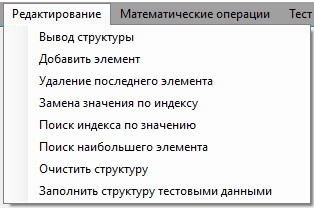 Редактирование Математические операции Тест
Вывод структуры
Добавить элемент
Удаление последнего элемента
Замена значения по индексу
Поиск индекса по значению
Поиск наибольшего элемента
Очистить структуру
Заполнить структуру тестовыми данными